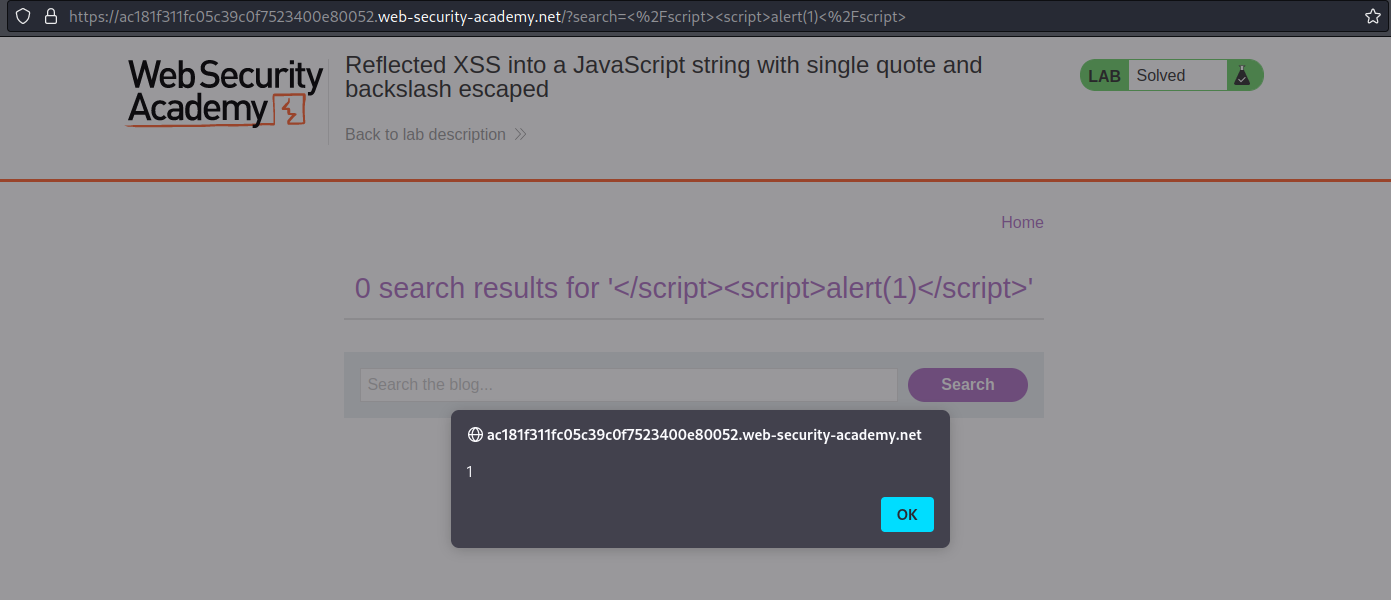 https://ac181f311fc05c39c0f7523400e80052.web-security-academy.net/?search=<%2Fscript><script>alert(1)<%2Fscript>
Web Security
Academy
Reflected XSS into a JavaScript string with single quote and
backslash escaped
Back to lab description
LAB Solved
Home
0 search results for '</script><script>alert(1)</script>'
Search the blog...
Search
ac181f311fc05c39c0f7523400e80052.web-security-academy.net
1
OK